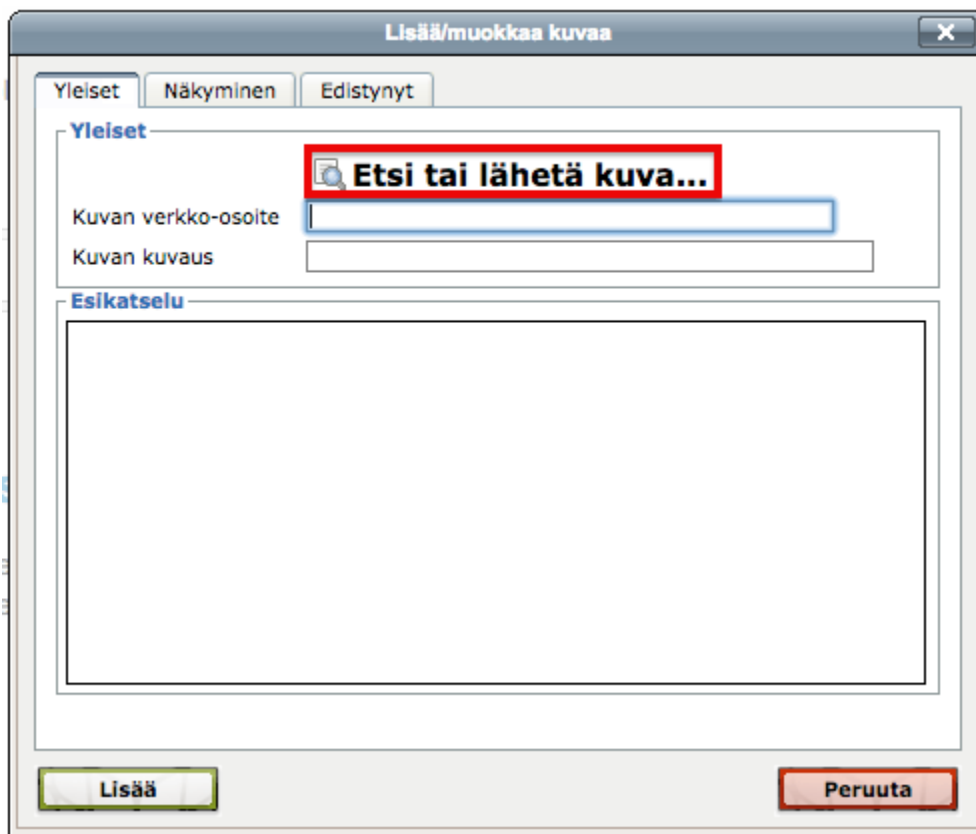 Lisää/muokkaa kuvaa
Yleiset Näkyminen Edistynyt
Yleiset
Etsi tai lähetä kuva...
Kuvan verkko-osoite
Kuvan kuvaus
Esikatselu
Lisää Peruuta